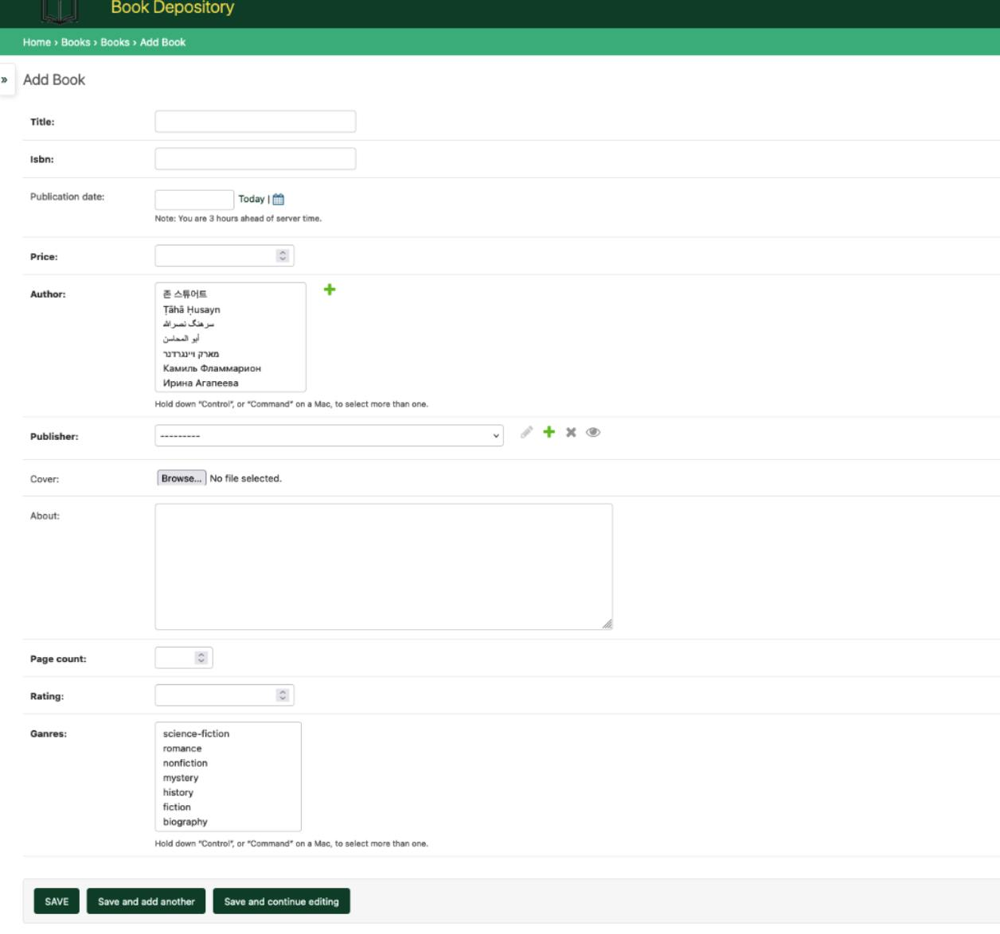 Book Depository
Home › Books › Books › Add Book
»
Add Book
Title:
Isbn:
Publication date:
Today |
Note: You are 3 hours ahead of server time.
Price:
Author:
존 스튜어트
Ṭāhā Ḥusayn
سرهنگ نصرالله
أبو المحاسن
מארק ויינגרדנר
Камиль Фламмарион
Ирина Агапеева
Hold down “Control”, or “Command” on a Mac, to select more than one.
Publisher:
---------
Cover:
Browse... No file selected.
About:
Page count:
Rating:
Ganres:
science-fiction
romance
nonfiction
mystery
history
fiction
biography
Hold down “Control”, or “Command” on a Mac, to select more than one.
SAVE
Save and add another
Save and continue editing